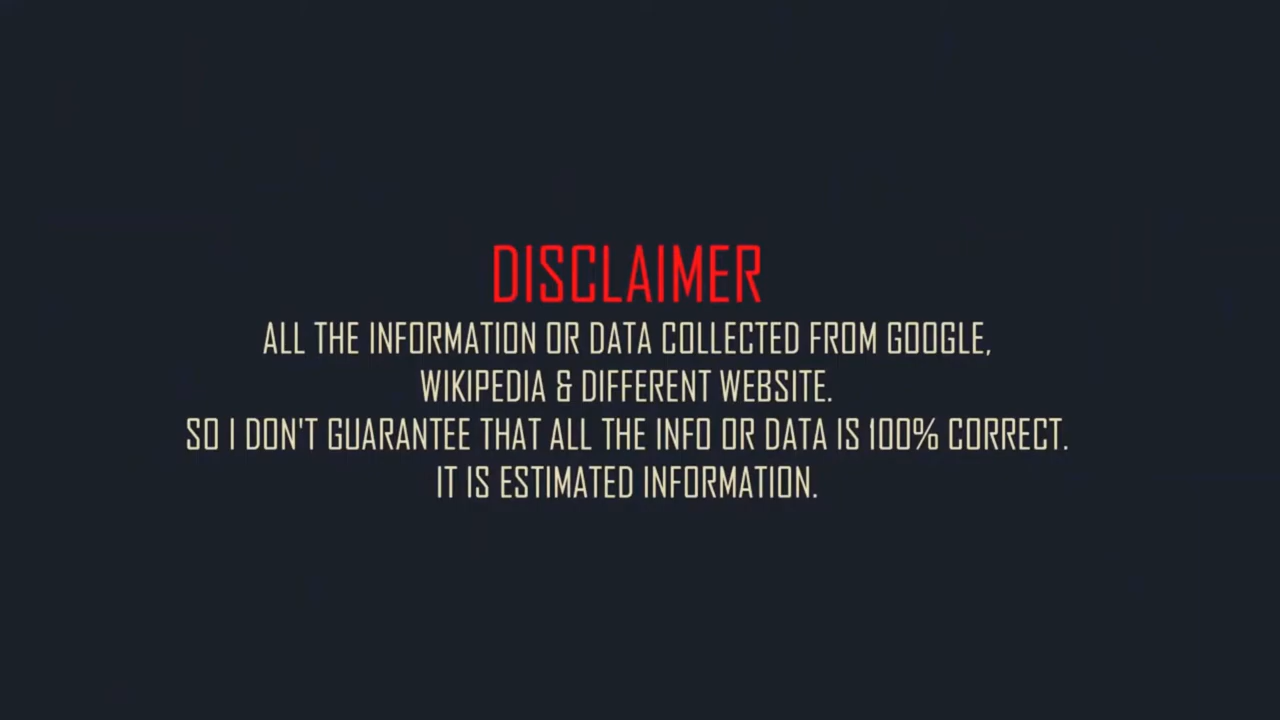 DISCLAIMER
ALL THE INFORMATION OR DATA COLLECTED FROM GOOGLE,
WIKIPEDIA & DIFFERENT WEBSITE.
SO I DON'T GUARANTEE THAT ALL THE INFO OR DATA IS 100% CORRECT.
IT IS ESTIMATED INFORMATION.